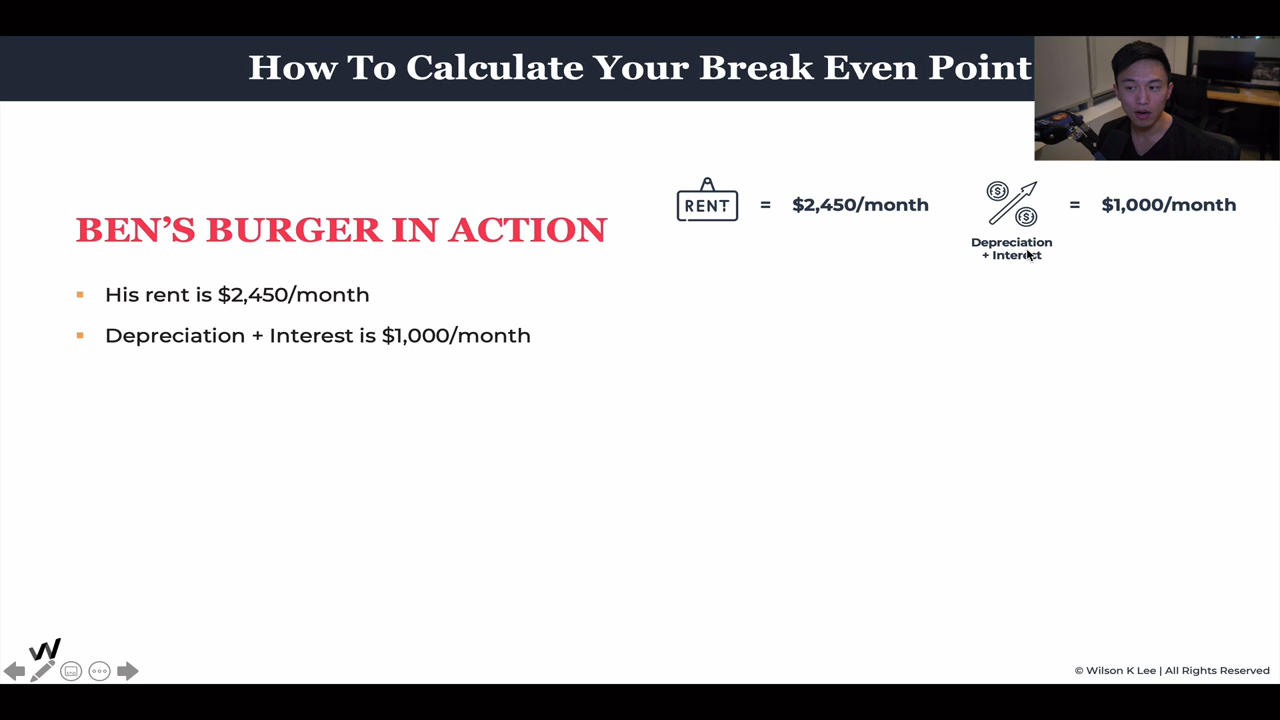 How To Calculate Your Break Even Point
RENT = $2,450/month
= $1,000/month
Depreciation
+ Interest
BEN'S BURGER IN ACTION
His rent is $2,450/month
Depreciation + Interest is $1,000/month
W
© Wilson K Lee | All Rights Reserved